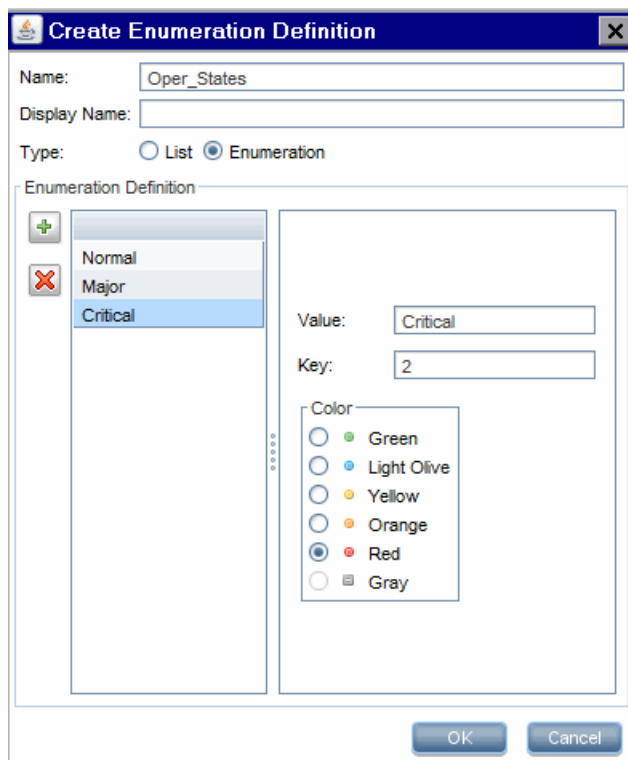 Create Enumeration Definition
Name: Oper_States
Display Name:
Type: List Enumeration
Enumeration Definition
Normal
Major
Critical
Value: Critical
Key: 2
Color
Green
Light Olive
Yellow
Orange
Red
Gray
OK Cancel